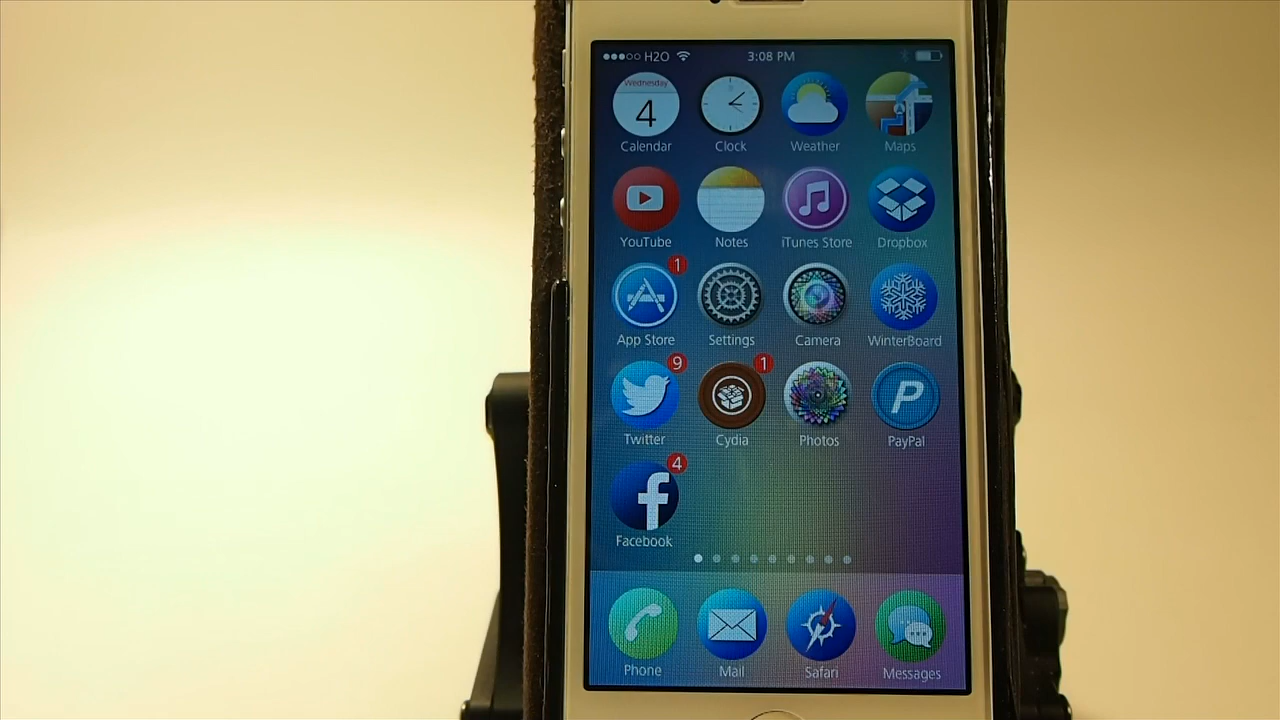 H2O 3:08 PM
Wednesday
4
Calendar Clock Weather Maps
YouTube Notes iTunes Store Dropbox
1
App Store Settings Camera WinterBoard
9 1
Twitter Cydia Photos PayPal
4
Facebook
Phone Mail Safari Messages